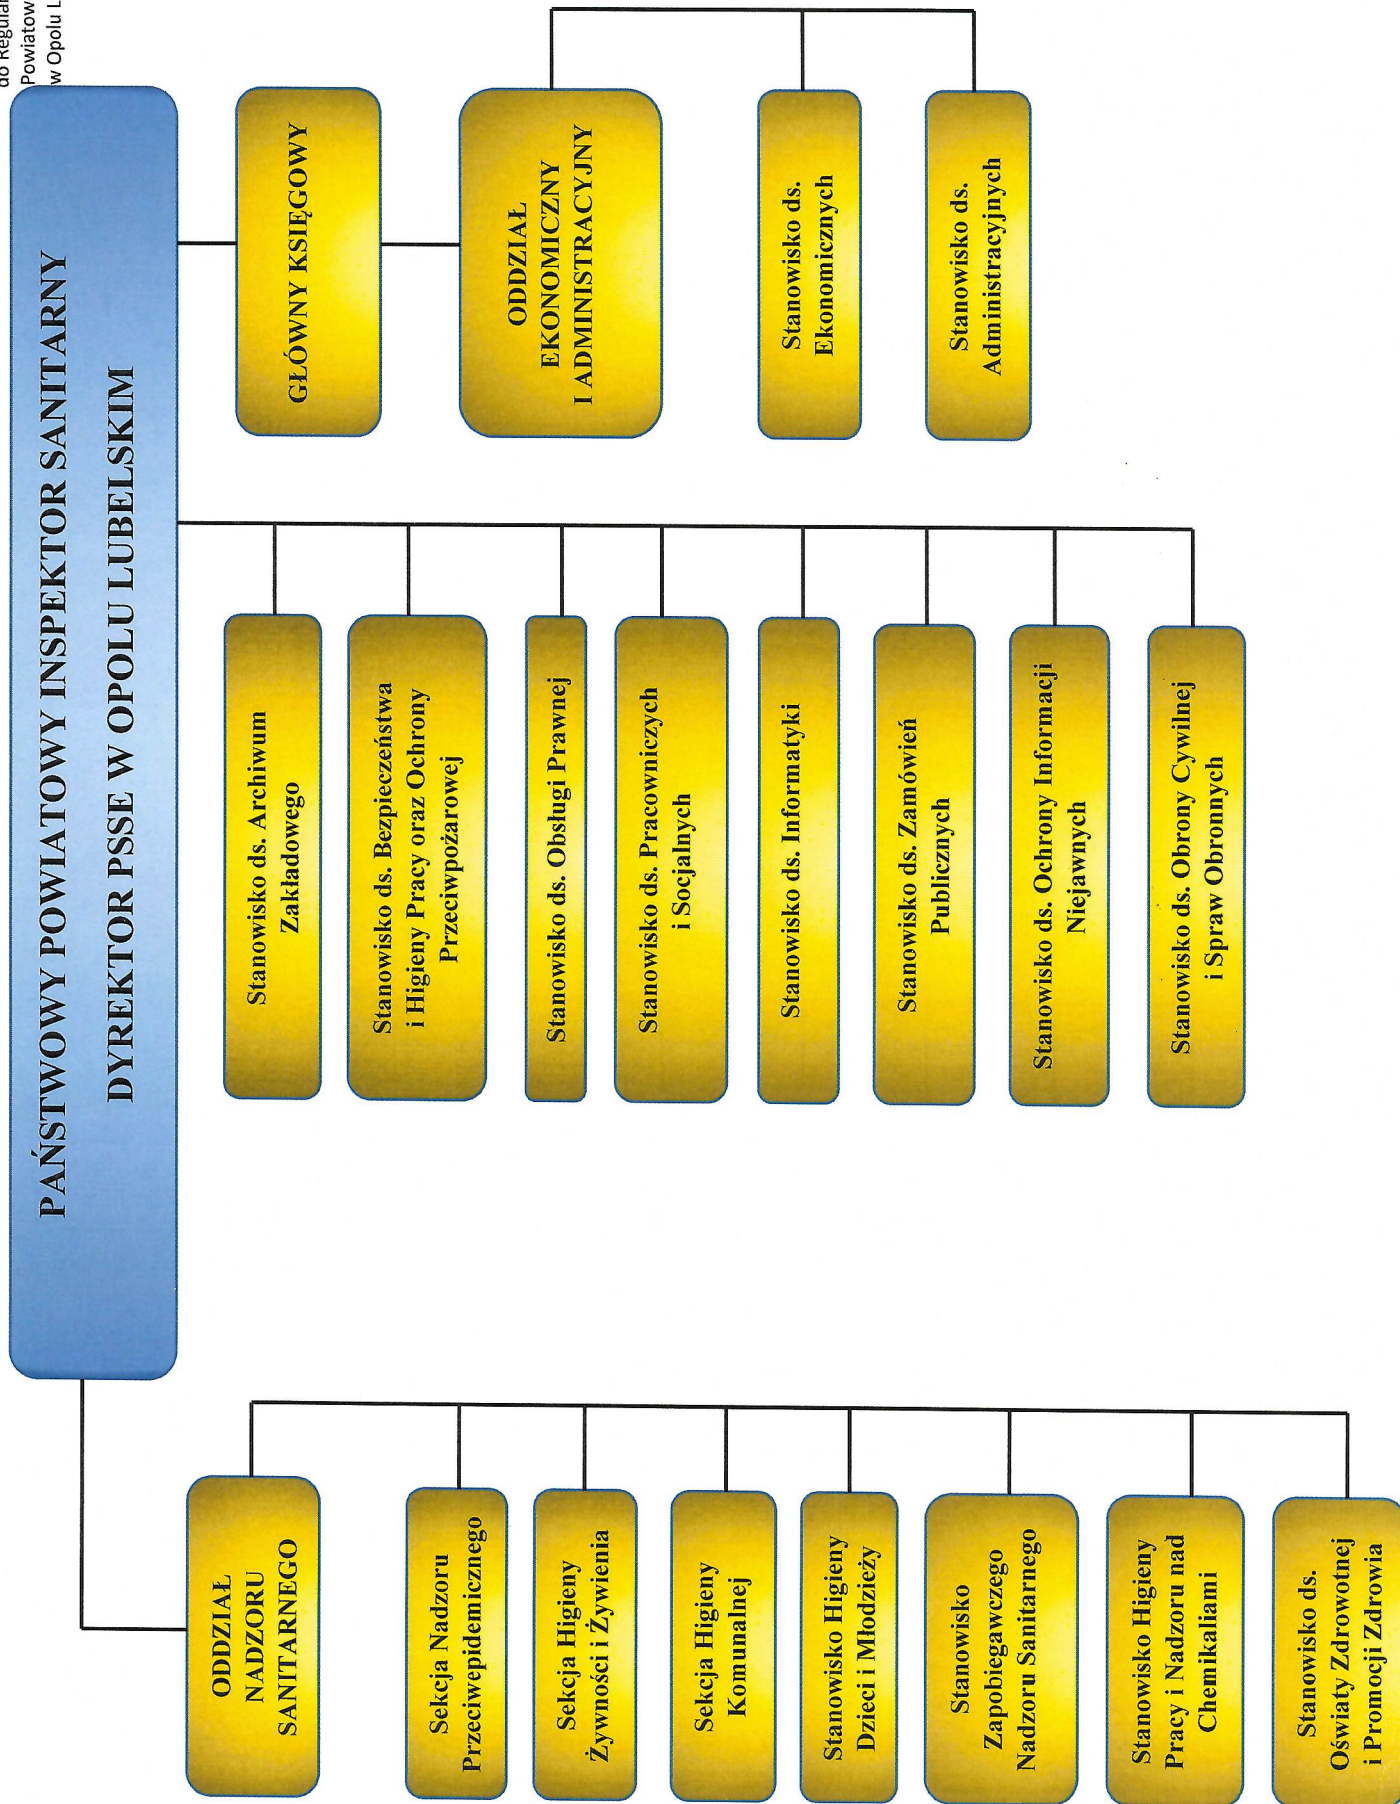 do Regulam
Powiatow
w Opolu L
PAŃSTWOWY POWIATOWY INSPEKTOR SANITARNY
DYREKTOR PSSE W OPOLU LUBELSKIM
ODDZIAŁ
NADZORU
SANITARNEGO
Sekcja Nadzoru
Przeciwepidemicznego
Sekcja Higieny
Żywności i Żywienia
Sekcja Higieny
Komunalnej
Stanowisko Higieny
Dzieci i Młodzieży
Stanowisko
Zapobiegawczego
Nadzoru Sanitarnego
Stanowisko Higieny
Pracy i Nadzoru nad
Chemikaliami
Stanowisko ds.
Oświaty Zdrowotnej
i Promocji Zdrowia
Stanowisko ds. Archiwum
Zakładowego
Stanowisko ds. Bezpieczeństwa
i Higieny Pracy oraz Ochrony
Przeciwpożarowej
Stanowisko ds. Obsługi Prawnej
Stanowisko ds. Pracowniczych
i Socjalnych
Stanowisko ds. Informatyki
Stanowisko ds. Zamówień
Publicznych
Stanowisko ds. Ochrony Informacji
Niejawnych
Stanowisko ds. Obrony Cywilnej
i Spraw Obronnych
GŁÓWNY KSIĘGOWY
ODDZIAŁ
EKONOMICZNY
I ADMINISTRACYJNY
Stanowisko ds.
Ekonomicznych
Stanowisko ds.
Administracyjnych